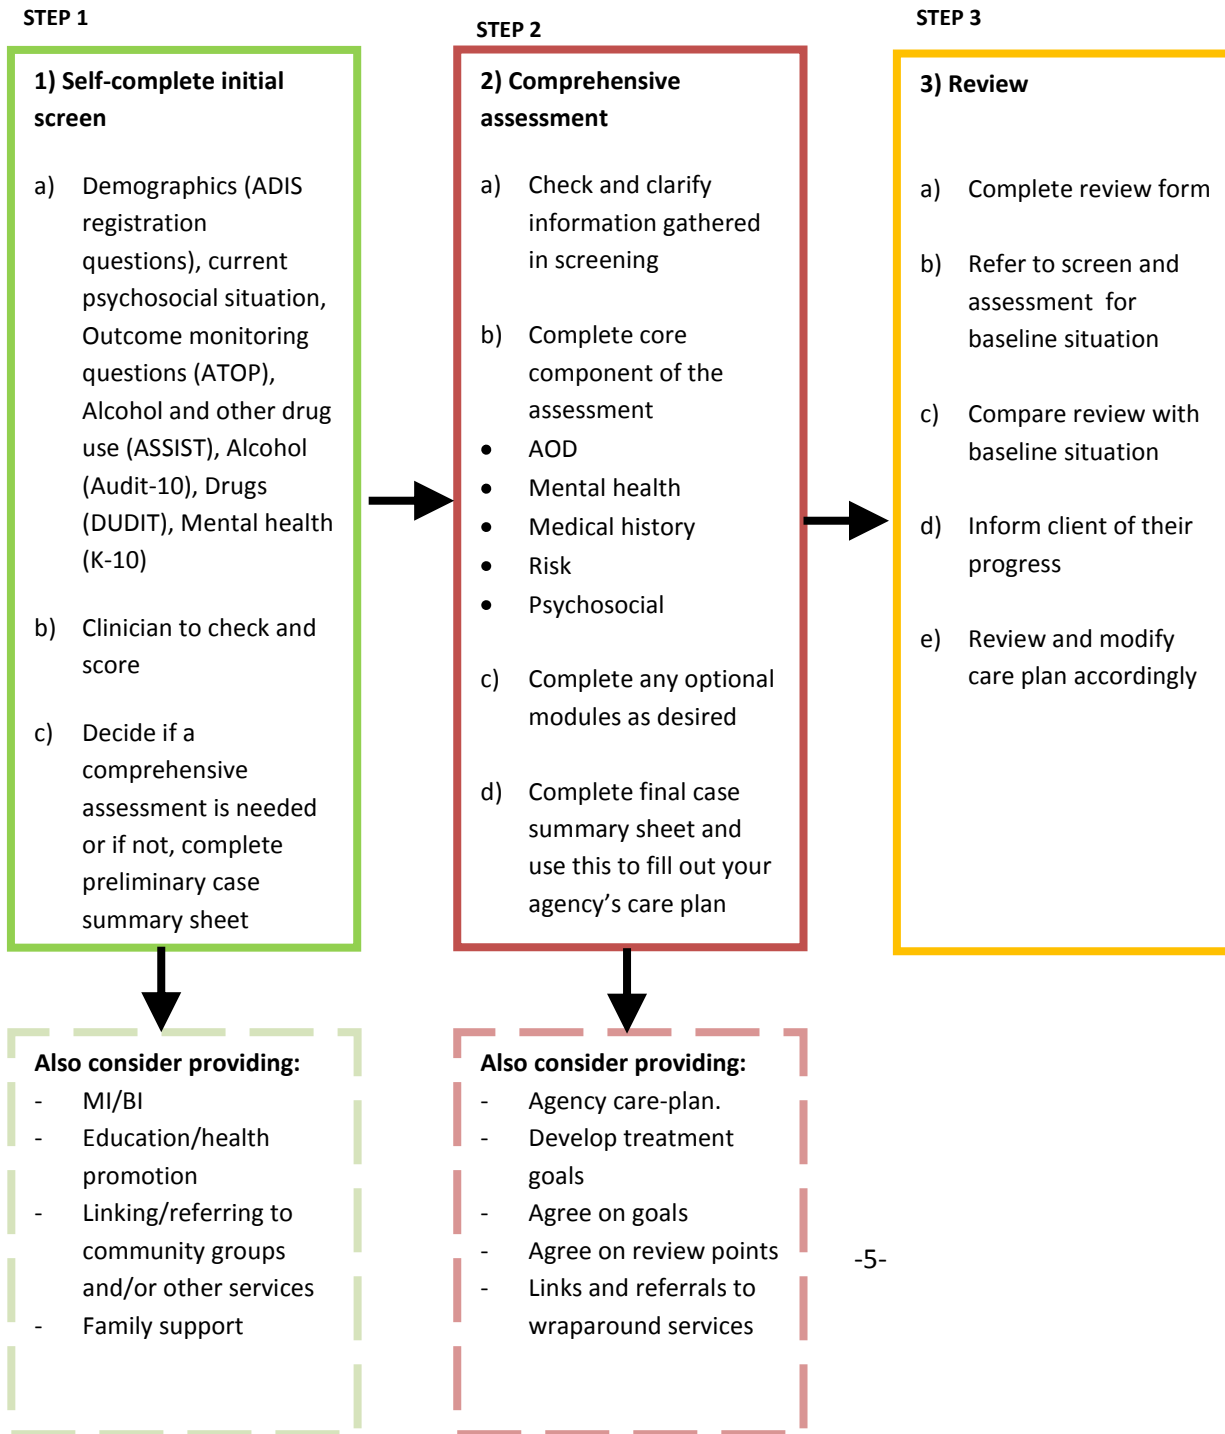 STEP 1
1) Self-complete initial
screen
a) Demographics (ADIS
registration
questions), current
psychosocial situation,
Outcome monitoring
questions (ATOP),
Alcohol and other drug
use (ASSIST), Alcohol
(Audit-10), Drugs
(DUDIT), Mental health
(K-10)
b) Clinician to check and
score
c) Decide if a
comprehensive
assessment is needed
or if not, complete
preliminary case
summary sheet
Also consider providing:
- MI/BI
- Education/health
promotion
- Linking/referring to
community groups
and/or other services
- Family support
STEP 2
2) Comprehensive
assessment
a) Check and clarify
information gathered
in screening
b) Complete core
component of the
assessment
• AOD
• Mental health
• Medical history
• Risk
• Psychosocial
c) Complete any optional
modules as desired
d) Complete final case
summary sheet and
use this to fill out your
agency’s care plan
Also consider providing:
- Agency care-plan.
- Develop treatment
goals
- Agree on goals
- Agree on review points
- Links and referrals to
wraparound services
STEP 3
3) Review
a) Complete review form
b) Refer to screen and
assessment for
baseline situation
c) Compare review with
baseline situation
d) Inform client of their
progress
e) Review and modify
care plan accordingly
-5-